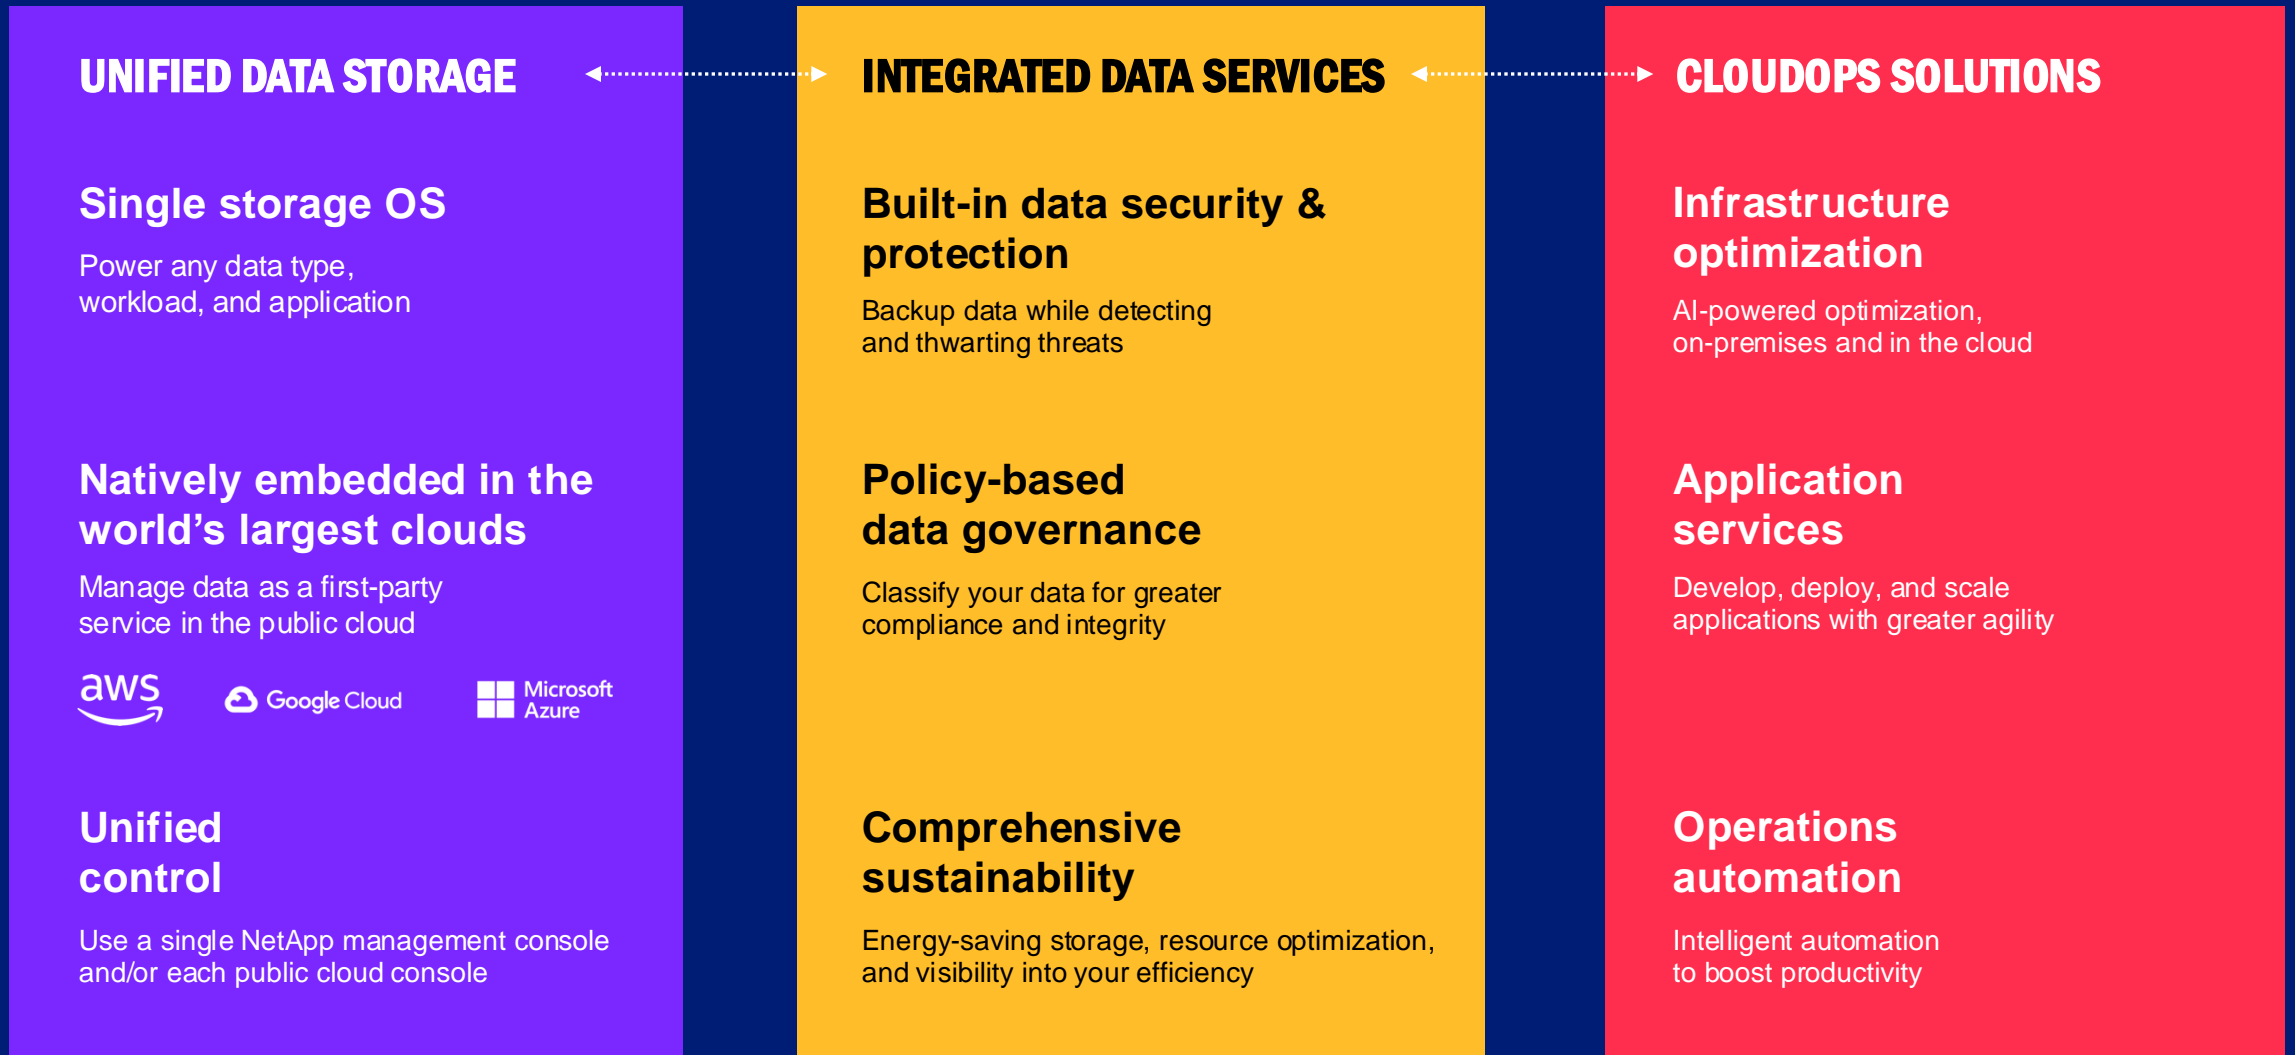 UNIFIED DATA STORAGE
Single storage OS
Power any data type,
workload, and application
Natively embedded in the
world’s largest clouds
Manage data as a first-party
service in the public cloud
aws
Google Cloud
Microsoft
Azure
Unified
control
Use a single NetApp management console
and/or each public cloud console
INTEGRATED DATA SERVICES
Built-in data security &
protection
Backup data while detecting
and thwarting threats
Policy-based
data governance
Classify your data for greater
compliance and integrity
Comprehensive
sustainability
Energy-saving storage, resource optimization,
and visibility into your efficiency
CLOUDOPS SOLUTIONS
Infrastructure
optimization
AI-powered optimization,
on-premises and in the cloud
Application
services
Develop, deploy, and scale
applications with greater agility
Operations
automation
Intelligent automation
to boost productivity